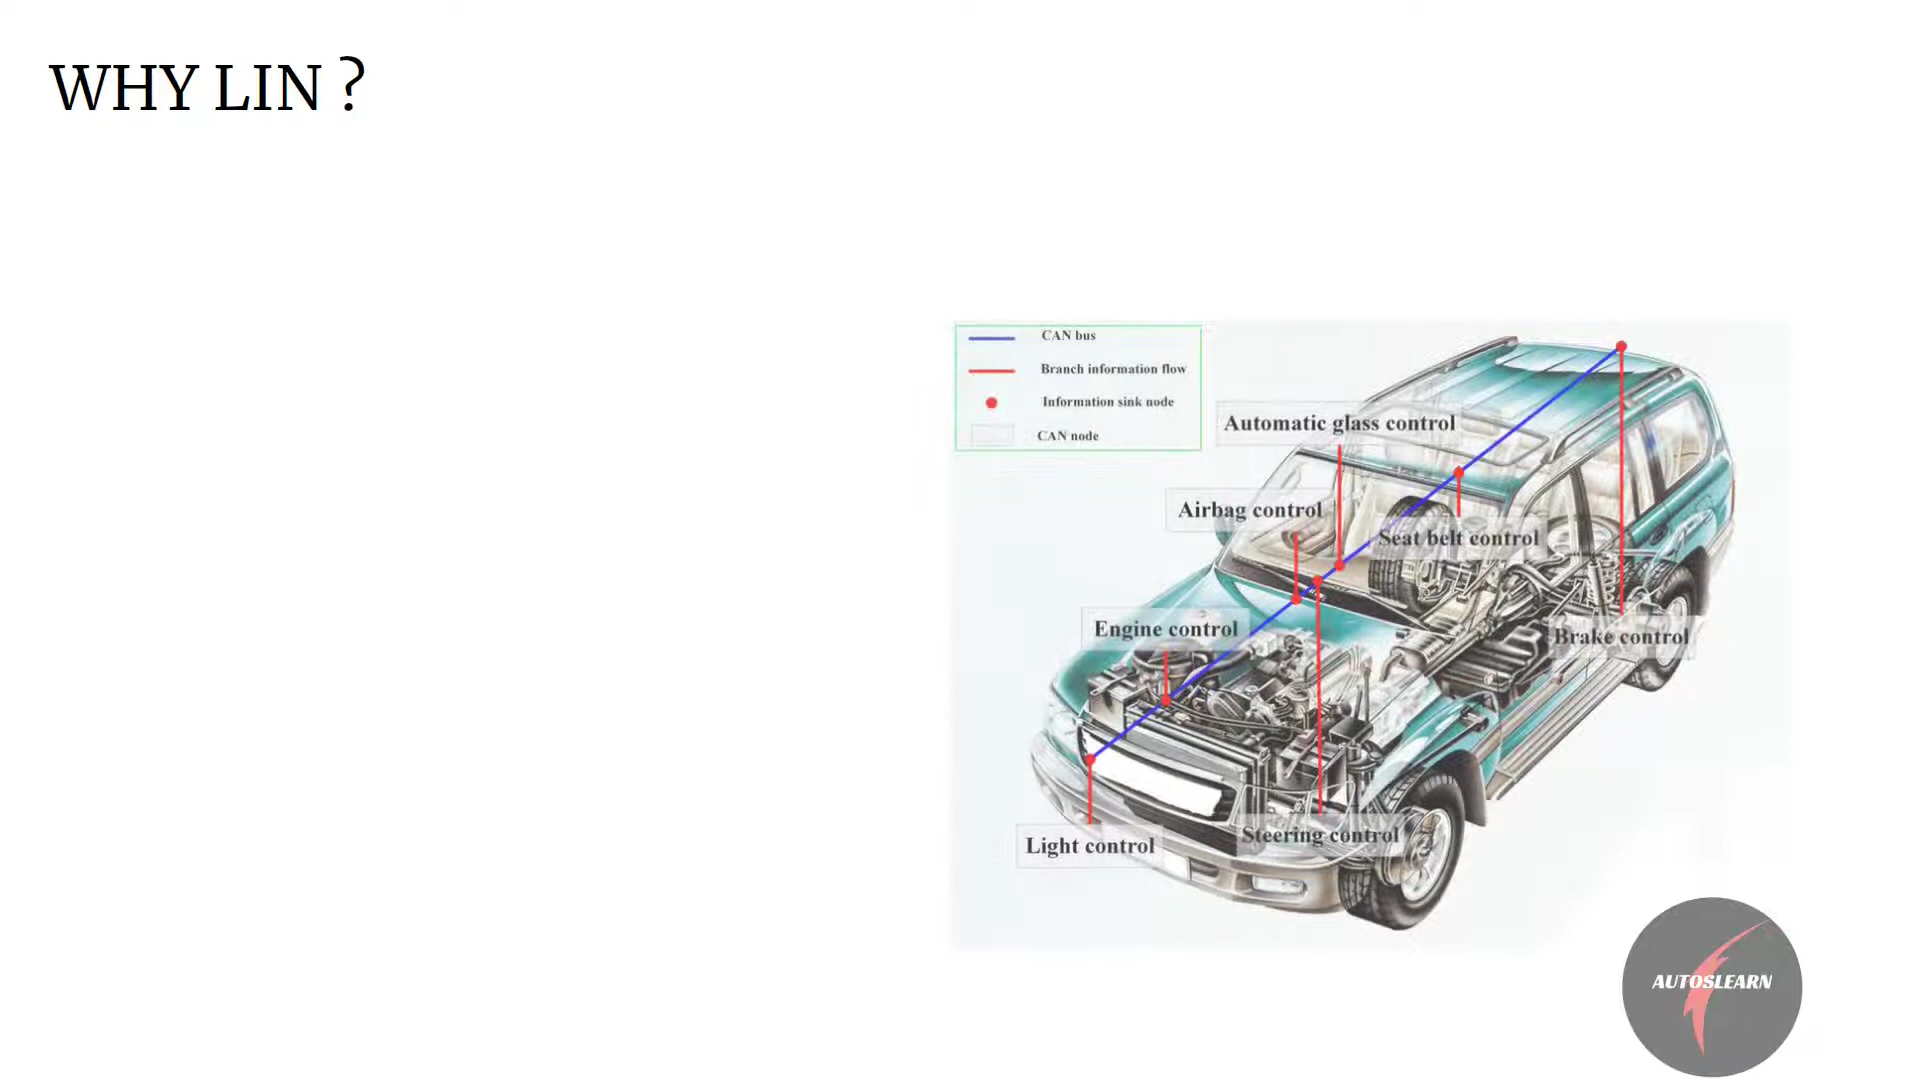 WHY LIN ?
CAN bus
Branch information flow
Information sink node
CAN node
Automatic glass control
Airbag control
Seat belt control
Engine control
Brake control
Steering control
Light control
AUTOSLEARN